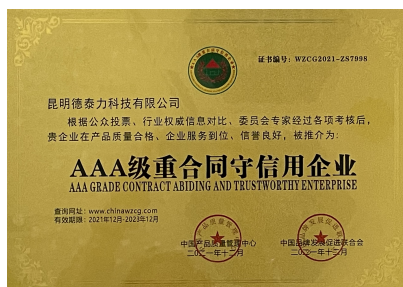 证书编号：WZCG2021-ZS7998
昆明德泰力科技有限公司
根据公众投票、行业权威信息对比、委员会专家经过各项考核后，
贵企业在产品质量合格、企业服务到位、信誉良好，被推介为：
AAA级重合同守信用企业
AAA GRADE CONTRACT ABIDING AND TRUSTWORTHY ENTERPRISE
查询网址：www.chinawzcg.com
有效期限：2021年12月-2023年12月
中国产品质量管理中心
二〇二一年十二月
中国品牌发展促进联合会
二〇二一年十二月